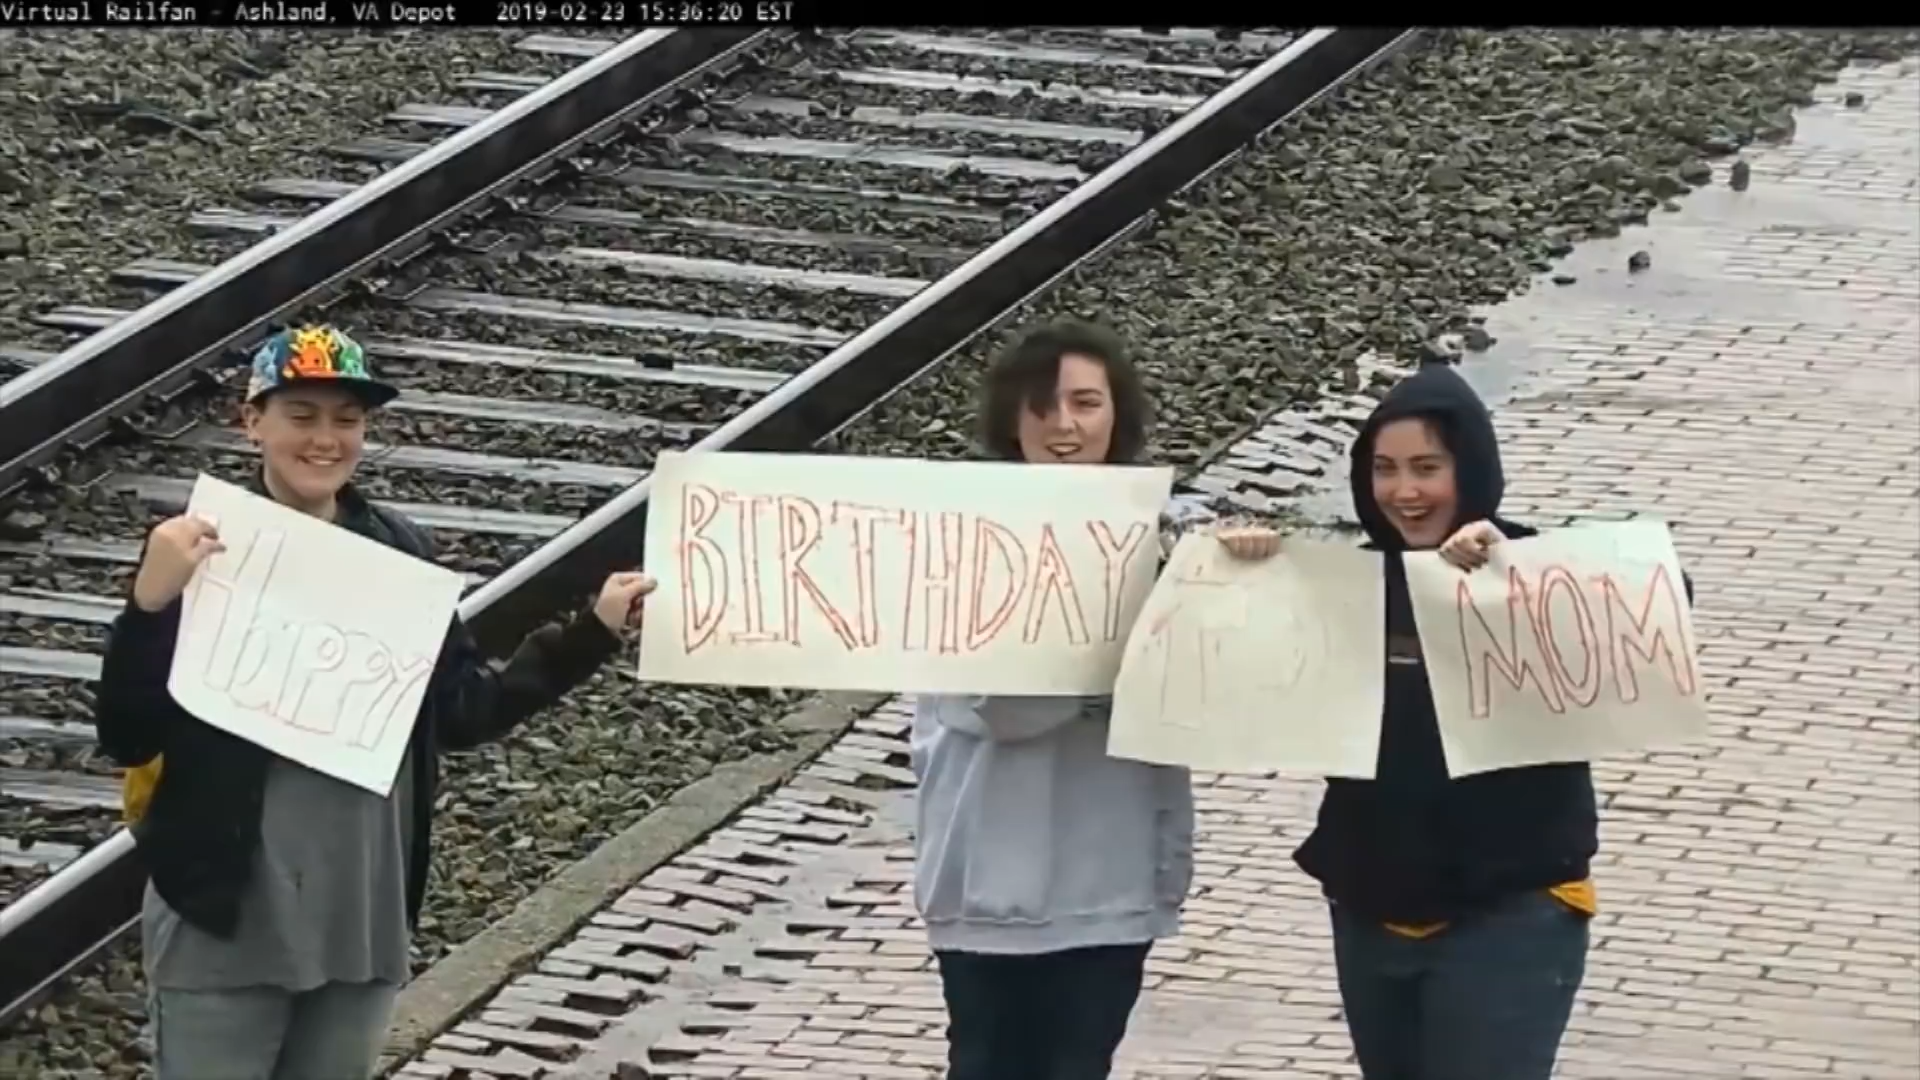 Virtual Railfan - Ashland, VA Depot 2019-02-23 15:36:20 EST
Happy
BIRTHDAY
TO
MOM